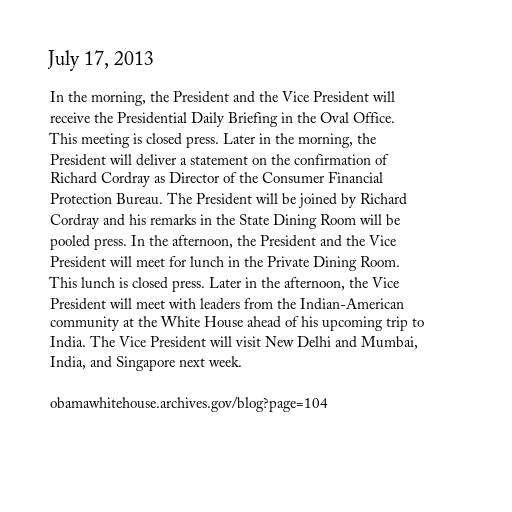 July 17, 2013
In the morning, the President and the Vice President will
receive the Presidential Daily Briefing in the Oval Office.
This meeting is closed press. Later in the morning, the
President will deliver a statement on the confirmation of
Richard Cordray as Director of the Consumer Financial
Protection Bureau. The President will be joined by Richard
Cordray and his remarks in the State Dining Room will be
pooled press. In the afternoon, the President and the Vice
President will meet for lunch in the Private Dining Room.
This lunch is closed press. Later in the afternoon, the Vice
President will meet with leaders from the Indian-American
community at the White House ahead of his upcoming trip to
India. The Vice President will visit New Delhi and Mumbai,
India, and Singapore next week.
obamawhitehouse.archives.gov/blog?page=104